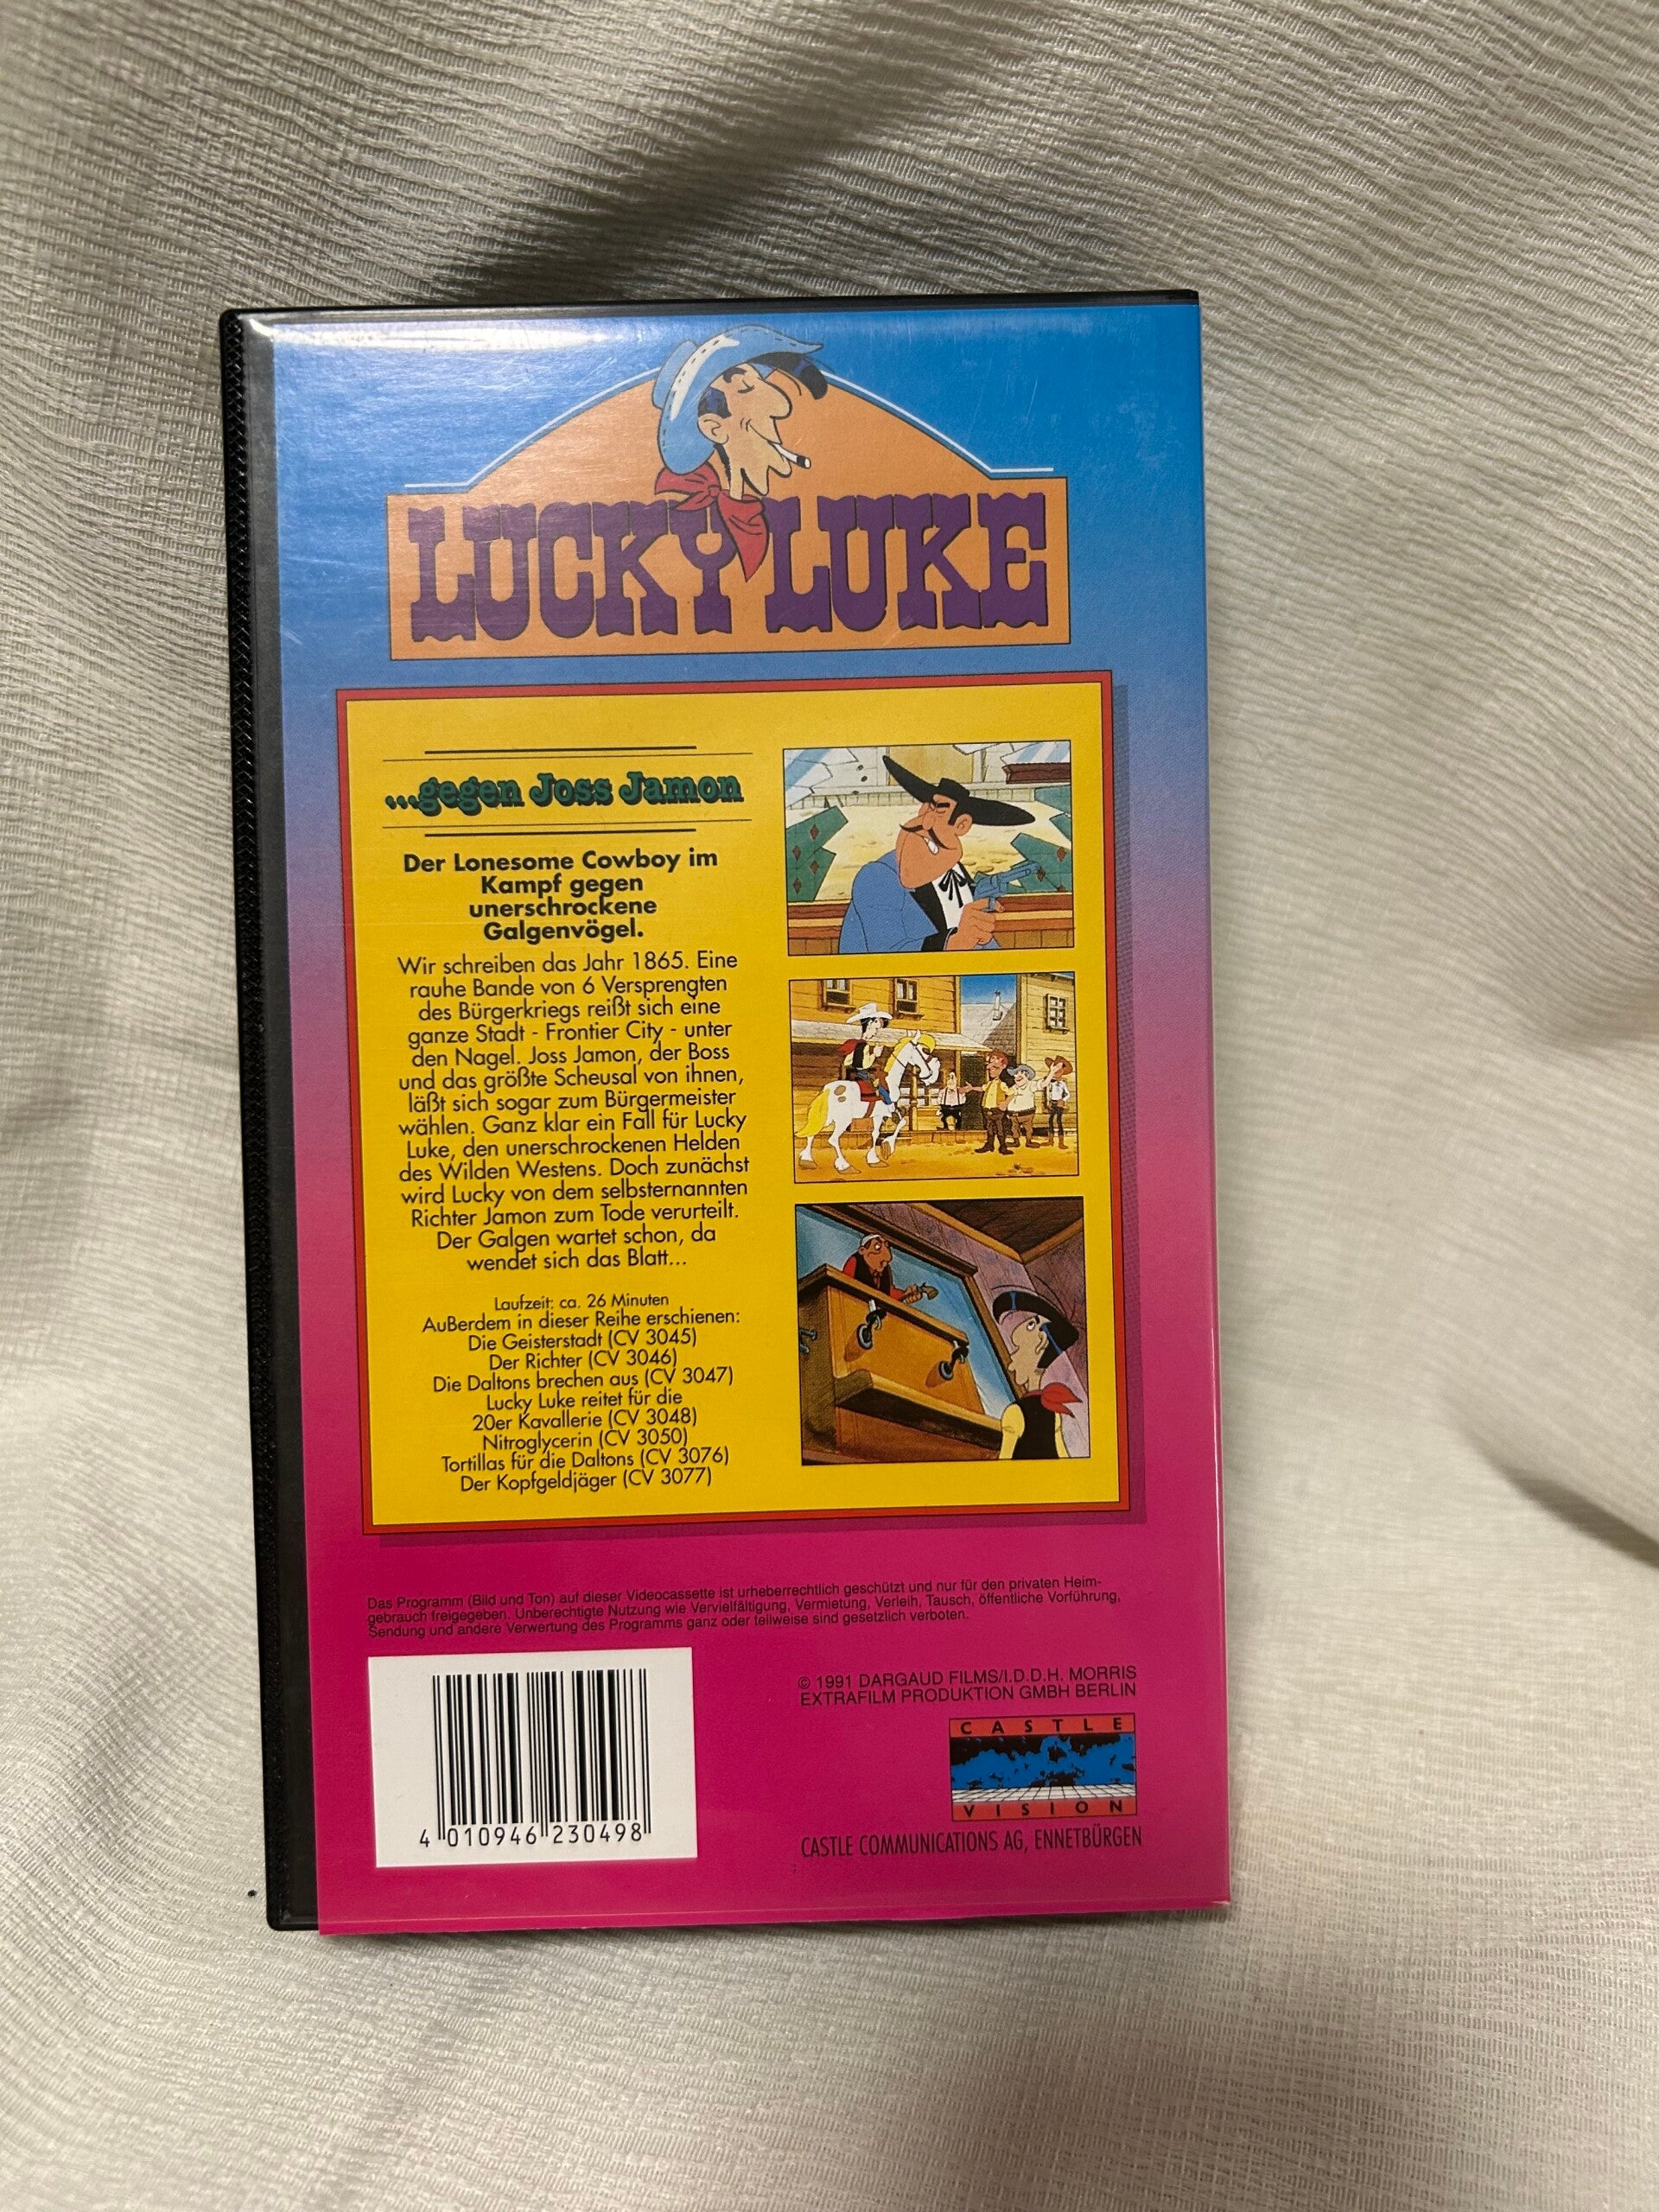 LUCKY LUKE
...gegen Joss Jamon
Der Lonesome Cowboy im
Kampf gegen
unerschrockene
Galgenvögel.
Wir schreiben das Jahr 1865. Eine
rauhe Bande von 6 Versprengten
des Bürgerkriegs reißt sich eine
ganze Stadt - Frontier City - unter
den Nagel. Joss Jamon, der Boss
und das größte Scheusal von ihnen,
läßt sich sogar zum Bürgermeister
wählen. Ganz klar ein Fall für Lucky
Luke, den unerschrockenen Helden
des Wilden Westens. Doch zunächst
wird Lucky von dem selbsternannten
Richter Jamon zum Tode verurteilt.
Der Galgen wartet schon, da
wendet sich das Blatt...
Laufzeit: ca. 26 Minuten
Außerdem in dieser Reihe erschienen:
Die Geisterstadt (CV 3045)
Der Richter (CV 3046)
Die Daltons brechen aus (CV 3047)
Lucky Luke reitet für die
20er Kavallerie (CV 3048)
Nitroglycerin (CV 3050)
Tortillas für die Daltons (CV 3076)
Der Kopfgeldjäger (CV 3077)
Das Programm (Bild und Ton) auf dieser Videocassette ist urheberrechtlich geschützt und nur für den privaten Heim-
gebrauch freigegeben. Unberechtigte Nutzung wie Vervielfältigung, Vermietung, Verleih, Tausch, öffentliche Vorführung,
Sendung und andere Verwertung des Programms ganz oder teilweise sind gesetzlich verboten.
4 010946 230498
© 1991 DARGAUD FILMS/I.D.D.H. MORRIS
EXTRAFILM PRODUKTION GMBH BERLIN
CASTLE
VISION
CASTLE COMMUNICATIONS AG, ENNETBÜRGEN